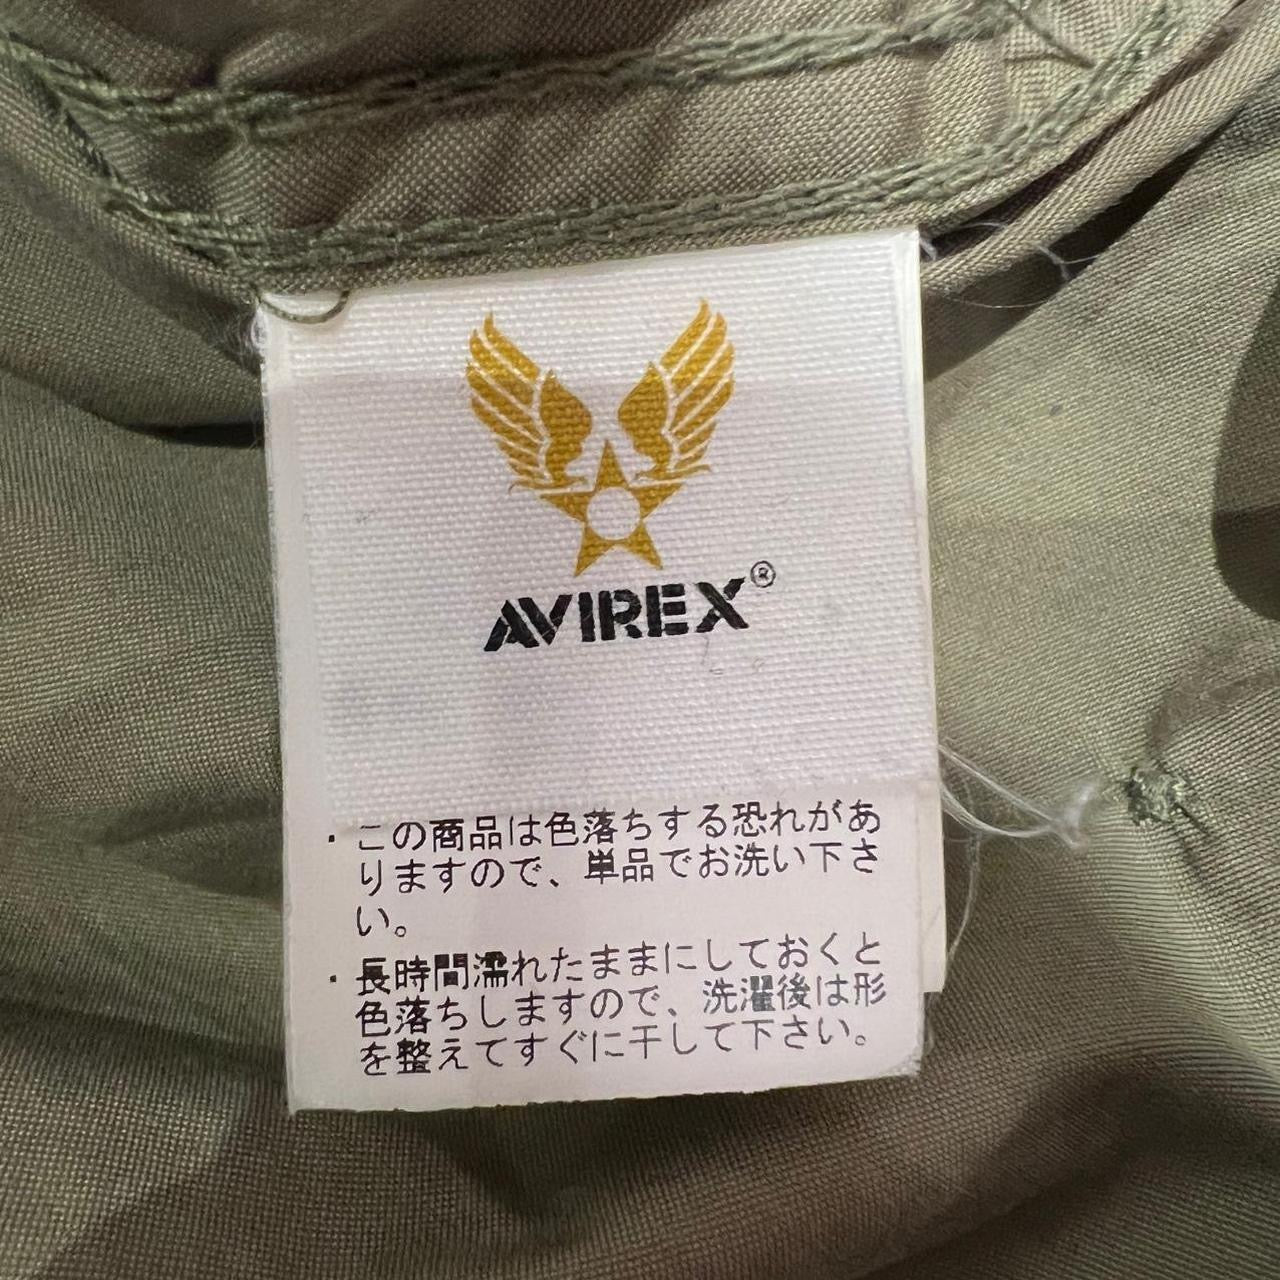 AVIREX®
・この商品は色落ちする恐れがあ
りますので、単品でお洗い下さ
い。
・長時間濡れたままにしておくと
色落ちしますので、洗濯後は形
を整えてすぐに干して下さい。